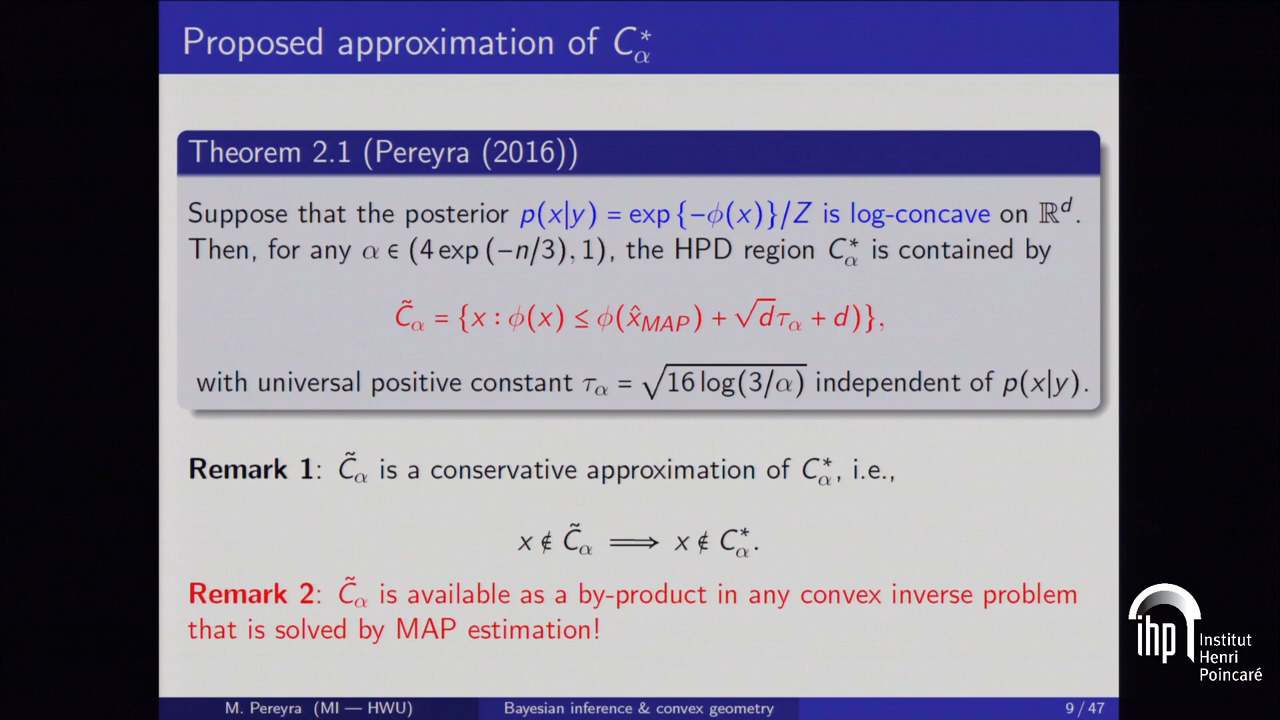 Proposed approximation of C*_α
Theorem 2.1 (Pereyra (2016))
Suppose that the posterior p(x|y) = exp {−ϕ(x)}/Z is log-concave on ℝ^d.
Then, for any α ∈ (4 exp (−n/3), 1), the HPD region C*_α is contained by
C̃_α = {x : ϕ(x) ≤ ϕ(x̂_MAP) + √d τ_α + d)},
with universal positive constant τ_α = √(16 log(3/α)) independent of p(x|y).
Remark 1: C̃_α is a conservative approximation of C*_α, i.e.,
x ∉ C̃_α ⟹ x ∉ C*_α.
Remark 2: C̃_α is available as a by-product in any convex inverse problem
that is solved by MAP estimation!
M. Pereyra (MI — HWU) Bayesian inference & convex geometry 9 / 47
ihp Institut
Henri
Poincaré